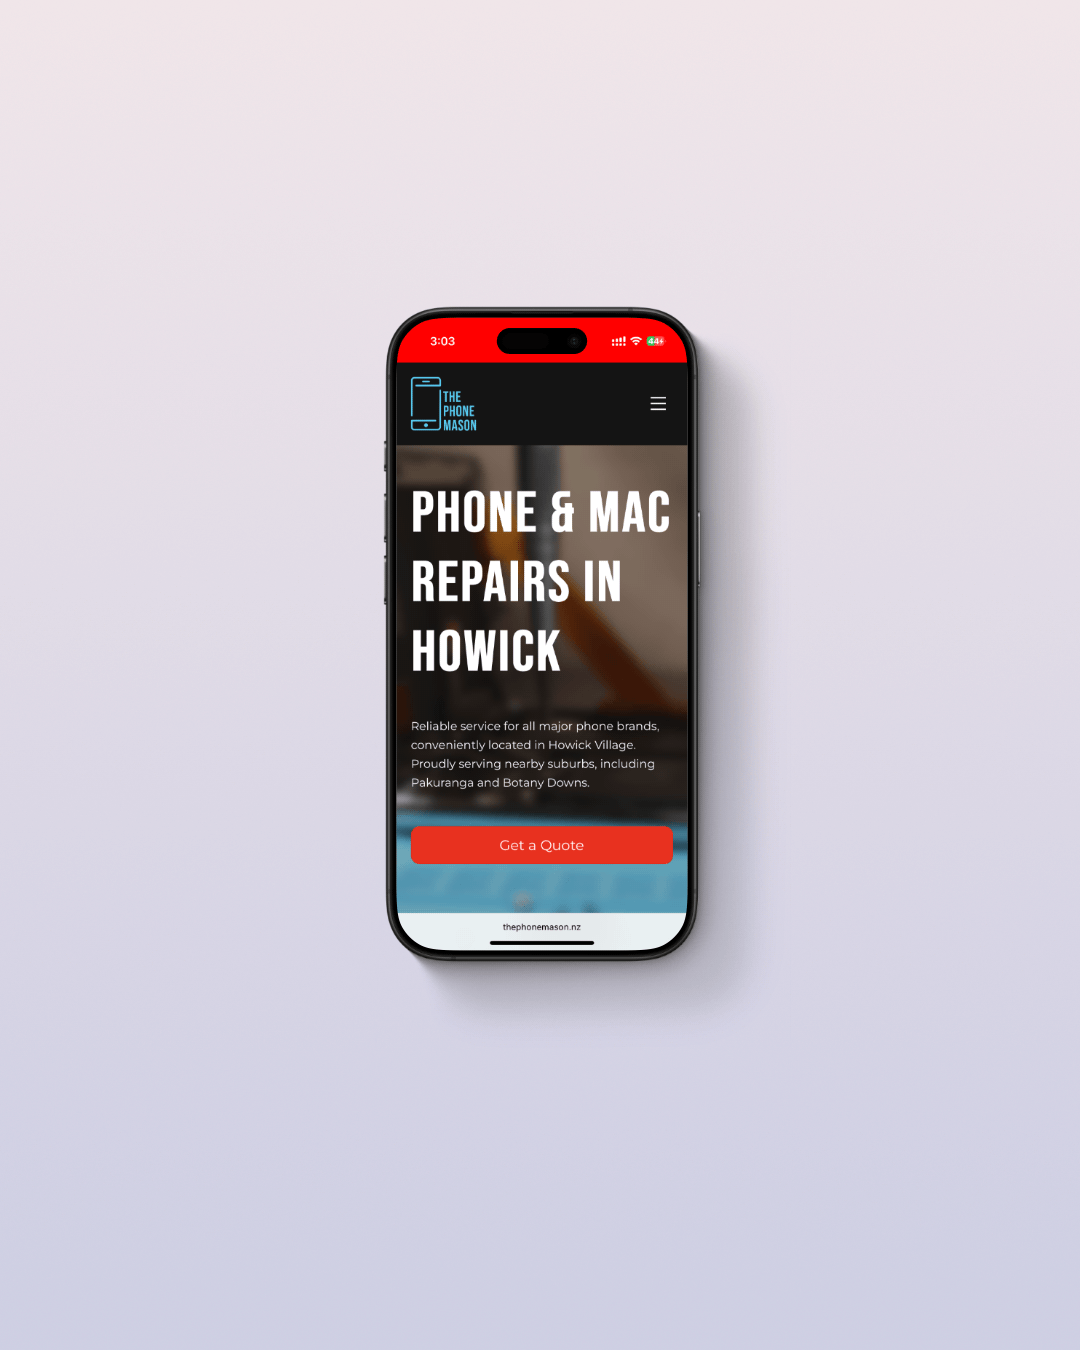 3:03
44
THE
PHONE
MASON
PHONE & MAC
REPAIRS IN
HOWICK
Reliable service for all major phone brands,
conveniently located in Howick Village.
Proudly serving nearby suburbs, including
Pakuranga and Botany Downs.
Get a Quote
thephonemason.nz